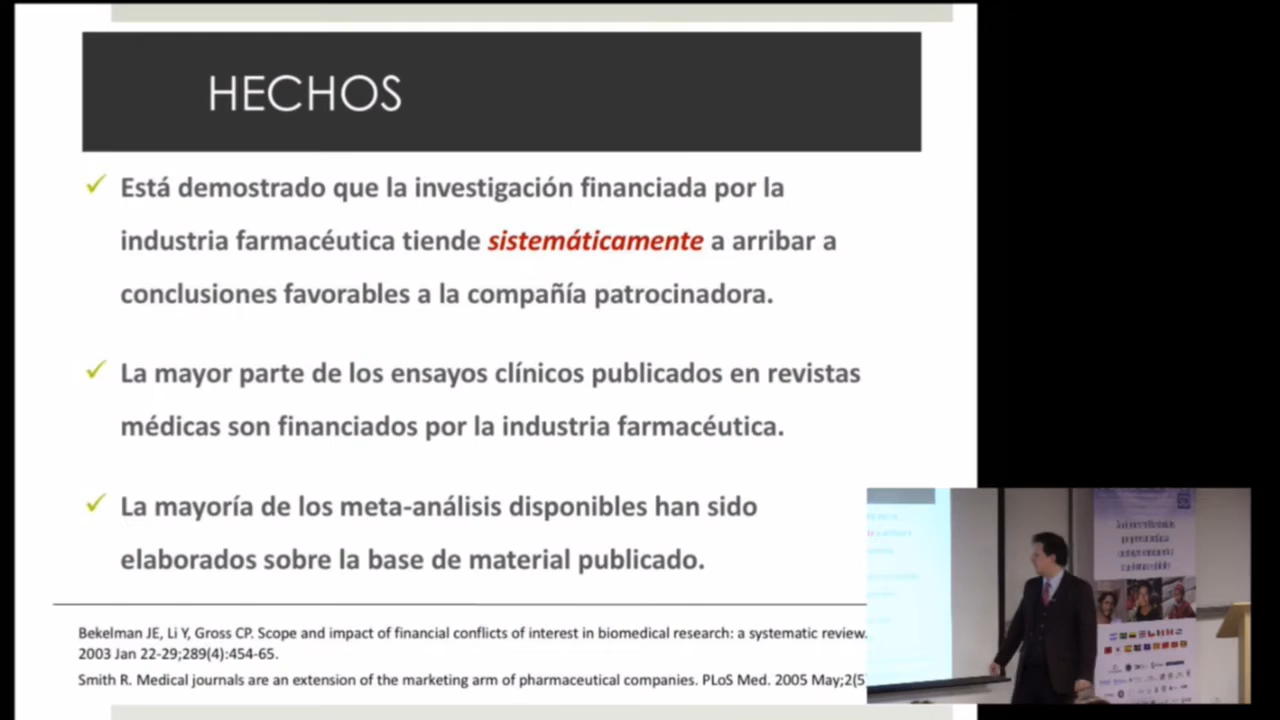 HECHOS
Está demostrado que la investigación financiada por la
industria farmacéutica tiende sistemáticamente a arribar a
conclusiones favorables a la compañía patrocinadora.
La mayor parte de los ensayos clínicos publicados en revistas
médicas son financiados por la industria farmacéutica.
La mayoría de los meta-análisis disponibles han sido
elaborados sobre la base de material publicado.
Bekelman JE, Li Y, Gross CP. Scope and impact of financial conflicts of interest in biomedical research: a systematic review.
2003 Jan 22-29;289(4):454-65.
Smith R. Medical journals are an extension of the marketing arm of pharmaceutical companies. PLoS Med. 2005 May;2(5